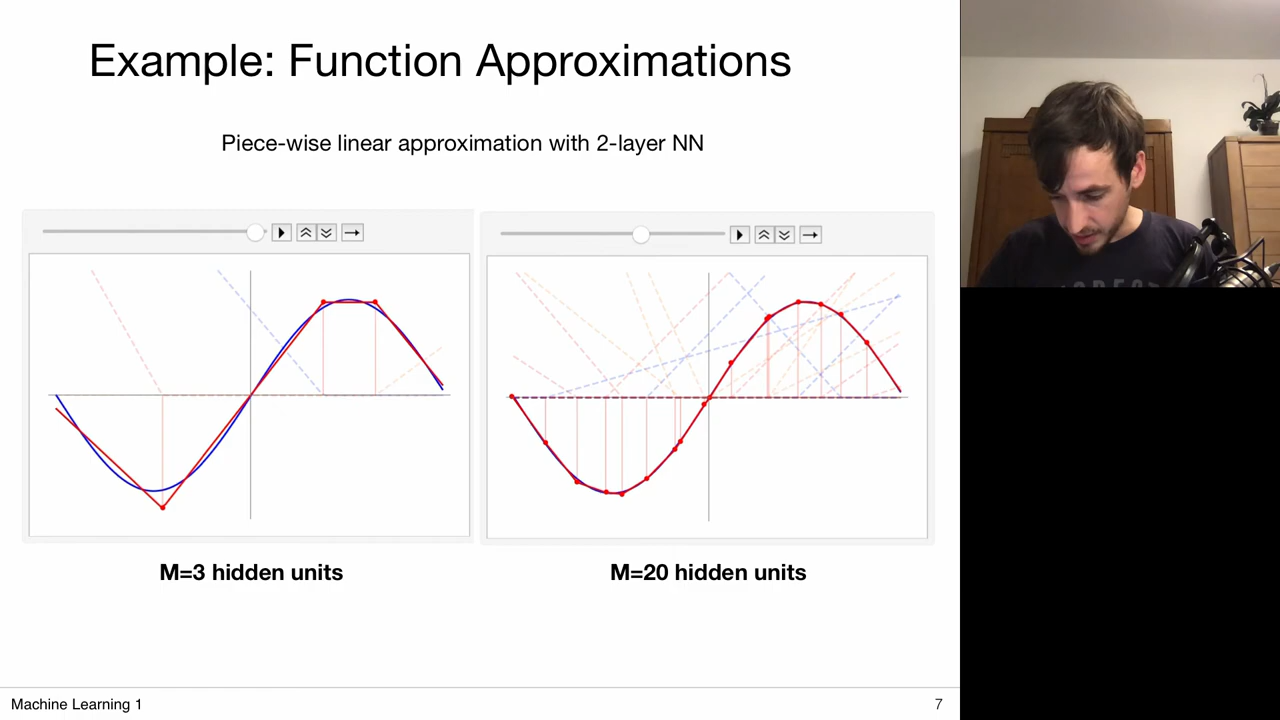 Example: Function Approximations
Piece-wise linear approximation with 2-layer NN
M=3 hidden units
M=20 hidden units
Machine Learning 1
7